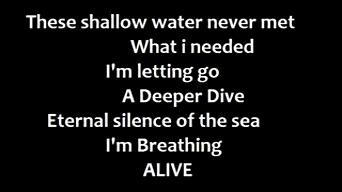 These shallow water never met
What i needed
I'm letting go
A Deeper Dive
Eternal silence of the sea
I'm Breathing
ALIVE